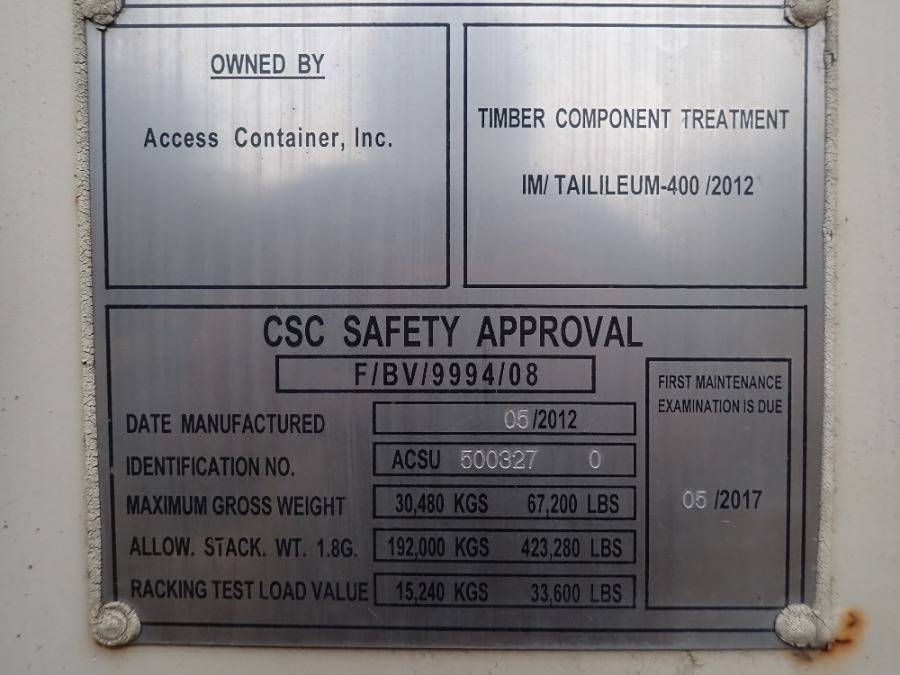 OWNED BY
Access Container, Inc.
TIMBER COMPONENT TREATMENT
IM/ TAILILEUM-400 /2012
CSC SAFETY APPROVAL
F/BV/9994/08
DATE MANUFACTURED 05/2012
IDENTIFICATION NO. ACSU 500327 0
MAXIMUM GROSS WEIGHT 30,480 KGS 67,200 LBS
ALLOW. STACK. WT. 1.8G. 192,000 KGS 423,280 LBS
RACKING TEST LOAD VALUE 15,240 KGS 33,600 LBS
FIRST MAINTENANCE
EXAMINATION IS DUE
05 /2017